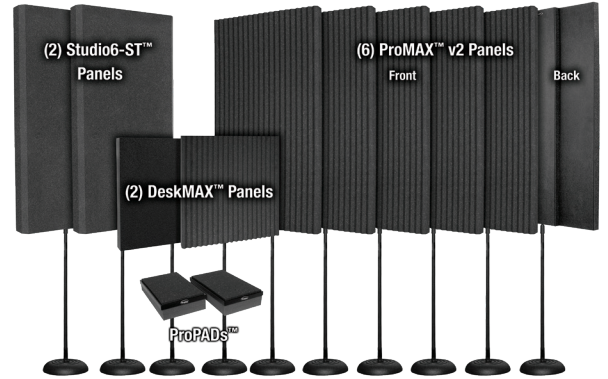 (2) Studio6-ST™
Panels
(6) ProMAX™ v2 Panels
Front
Back
(2) DeskMAX™ Panels
ProPADs™